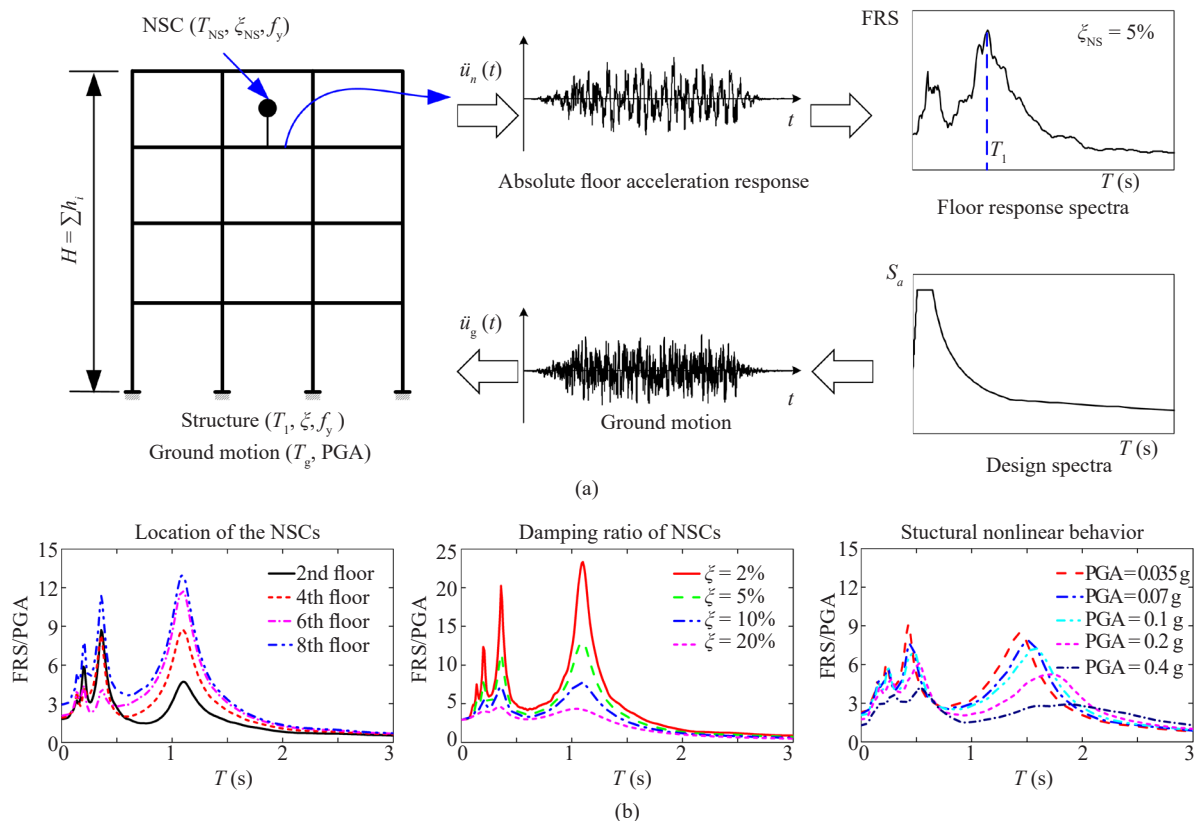 NSC (T_NS, ξ_NS, f_y)
H = ∑h_i
Structure (T_1, ξ, f_y )
Ground motion (T_g, PGA)
ü_n (t)
t
Absolute floor acceleration response
FRS
ξ_NS = 5%
T_1
T (s)
Floor response spectra
ü_g (t)
t
Ground motion
S_a
T (s)
Design spectra
(a)
Location of the NSCs
15
12
9
6
3
0
FRS/PGA
2nd floor
4th floor
6th floor
8th floor
0 1 2 3
T (s)
Damping ratio of NSCs
25
20
15
10
5
0
FRS/PGA
ξ = 2%
ξ = 5%
ξ = 10%
ξ = 20%
0 1 2 3
T (s)
Stuctural nonlinear behavior
15
12
9
6
3
0
FRS/PGA
PGA = 0.035 g
PGA = 0.07 g
PGA = 0.1 g
PGA = 0.2 g
PGA = 0.4 g
0 1 2 3
T (s)
(b)